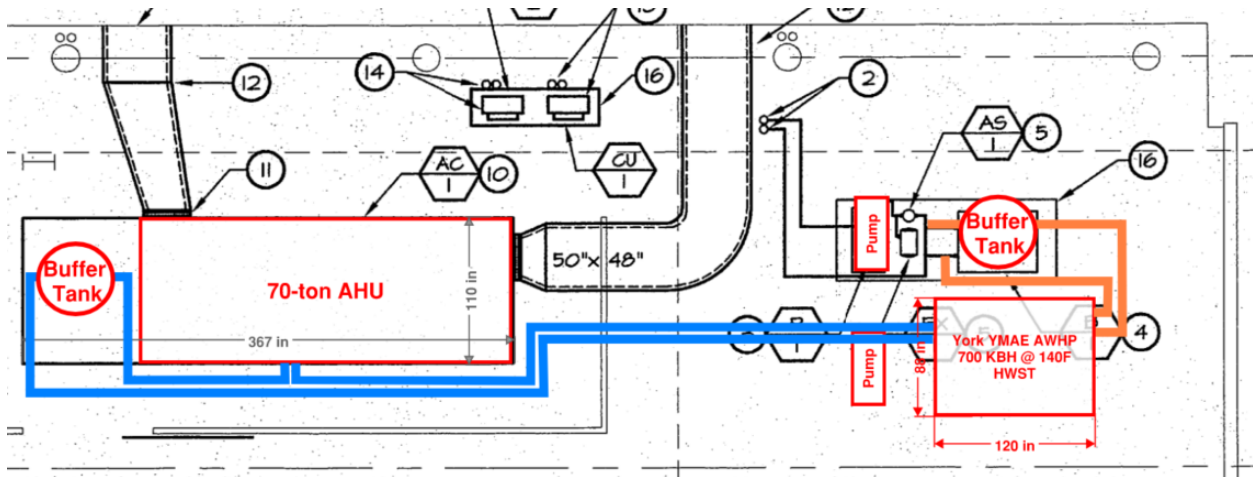 12
14
16
2
AS
1
5
AC
1
10
CU
1
11
16
Buffer
Tank
Pump
50"x 48"
Buffer
Tank
70-ton AHU
110 in
367 in
4
York YMAE AWHP
700 KBH @ 140F
HWST
Pump
88 in
120 in